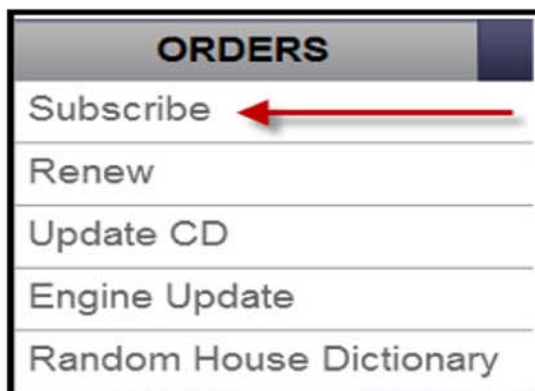 ORDERS
Subscribe
Renew
Update CD
Engine Update
Random House Dictionary